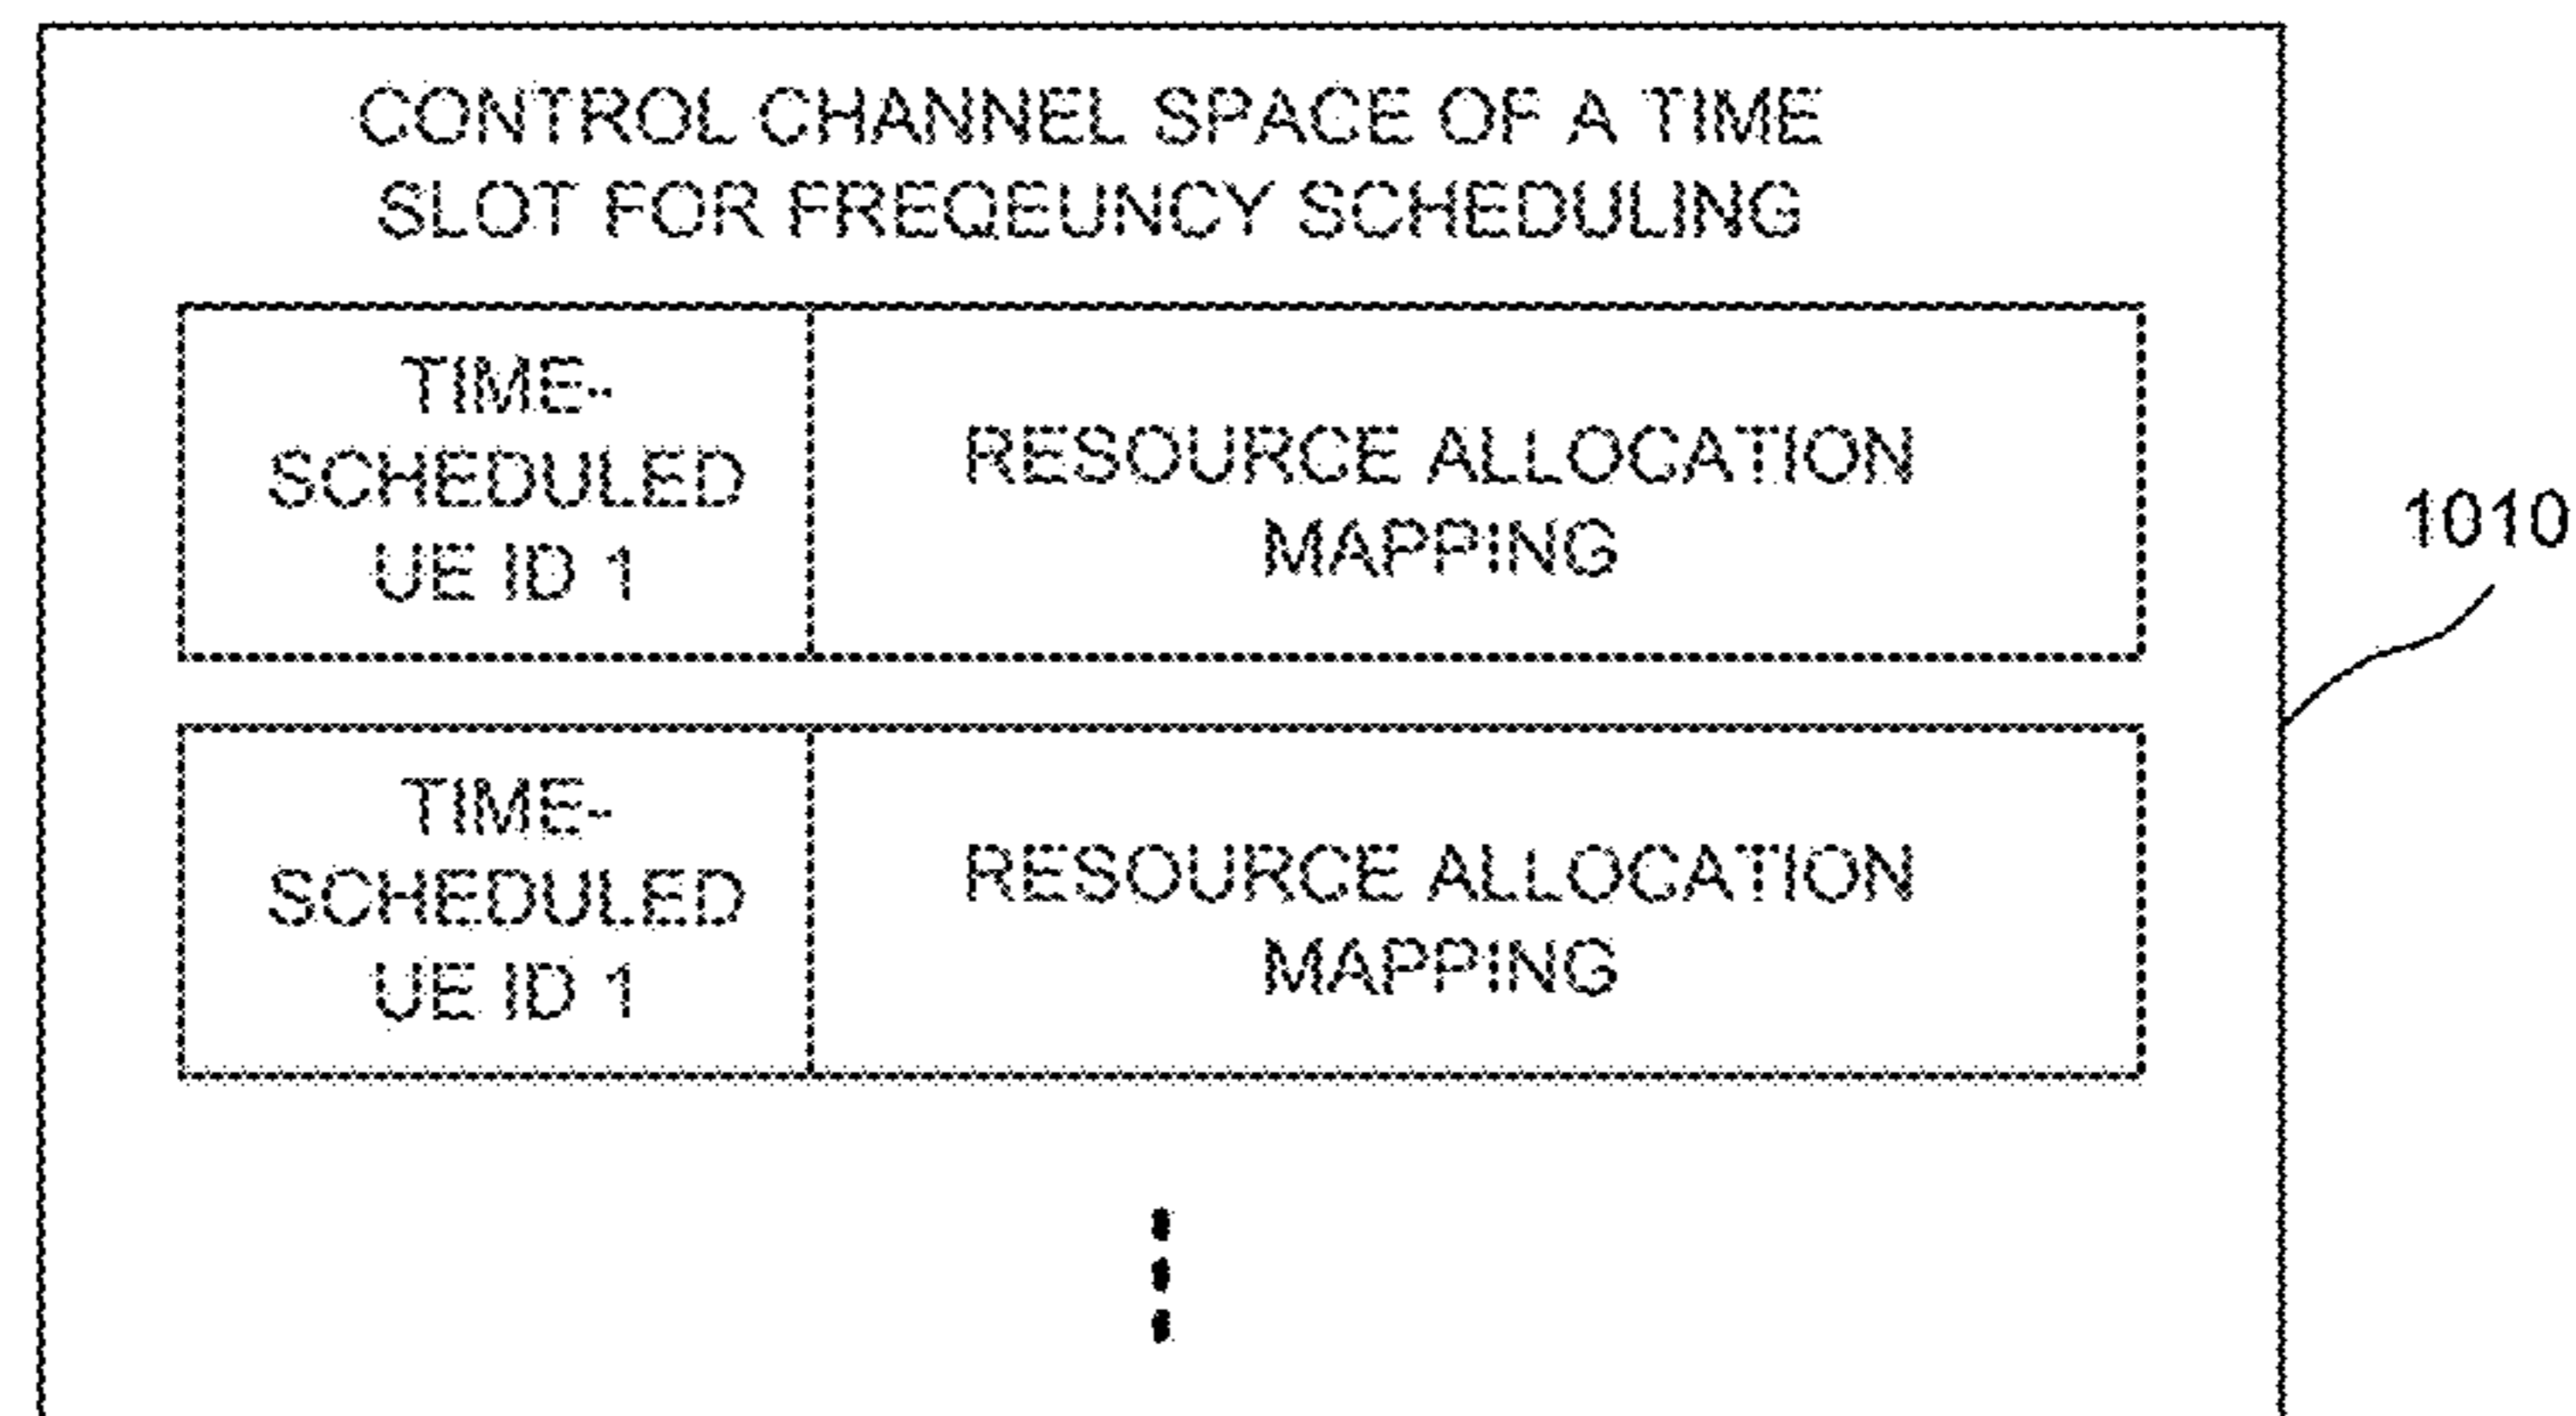 CONTROL CHANNEL SPACE OF A TIME
SLOT FOR FREQEUNCY SCHEDULING
TIME-
SCHEDULED
UE ID 1
RESOURCE ALLOCATION
MAPPING
1010
TIME-
SCHEDULED
UE ID 1
RESOURCE ALLOCATION
MAPPING